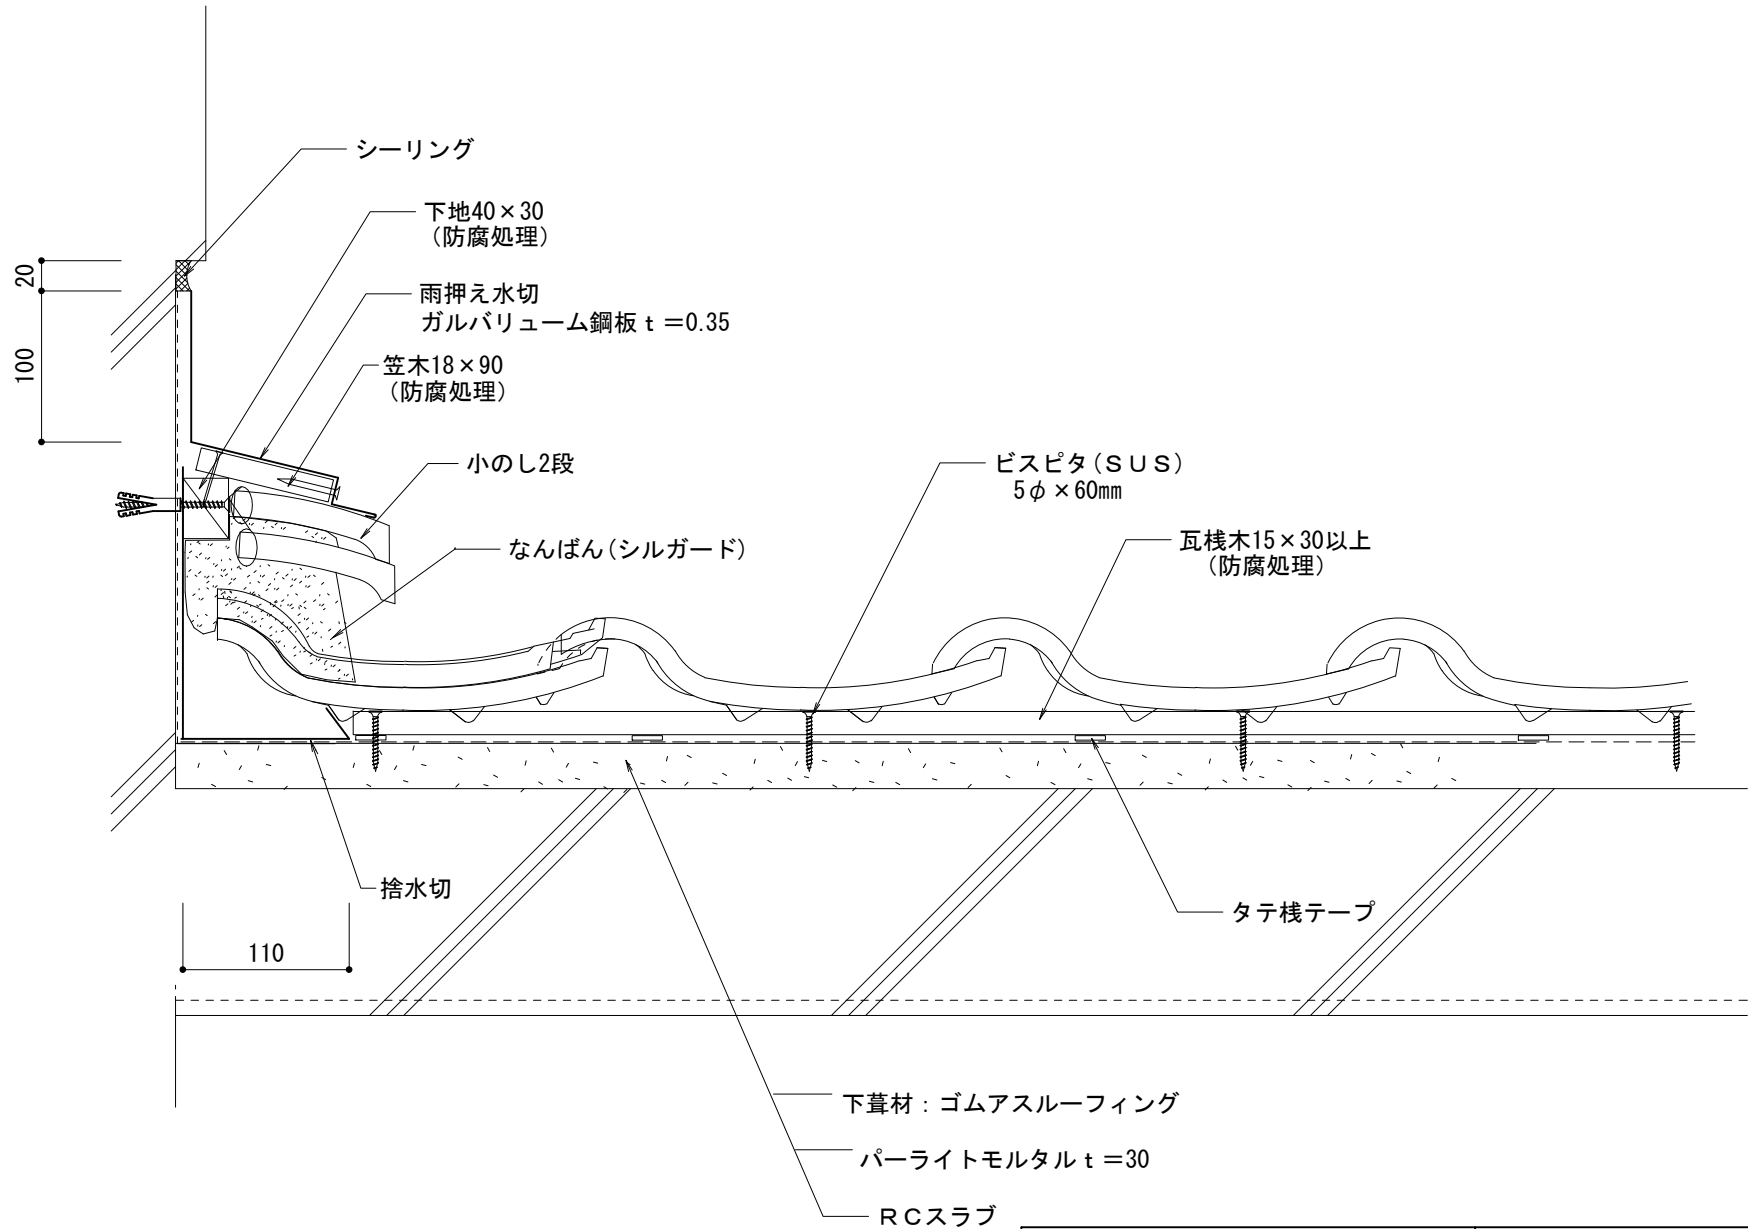 シーリング
下地40×30
(防腐処理)
20
雨押え水切
ガルバリューム鋼板ｔ＝0.35
100
笠木18×90
(防腐処理)
小のし2段
ビスピタ(ＳＵＳ)
5φ×60mm
なんばん(シルガード)
瓦桟木15×30以上
(防腐処理)
捨水切
タテ桟テープ
110
下葺材：ゴムアスルーフィング
パーライトモルタルｔ＝30
ＲＣスラブ